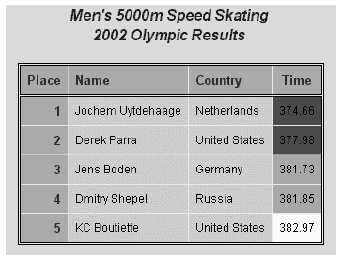 Men's 5000m Speed Skating
2002 Olympic Results
Place Name Country Time
1 Jochem Uytdehaage Netherlands 374.66
2 Derek Parra United States 377.98
3 Jens Boden Germany 381.73
4 Dmitry Shepel Russia 381.85
5 KC Boutiette United States 382.97